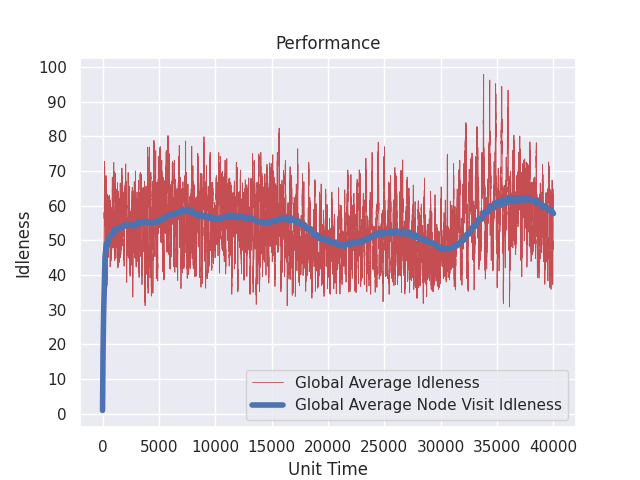 Performance
100
90
80
70
60
50
40
30
20
10
0
Idleness
Global Average Idleness
Global Average Node Visit Idleness
0 5000 10000 15000 20000 25000 30000 35000 40000
Unit Time